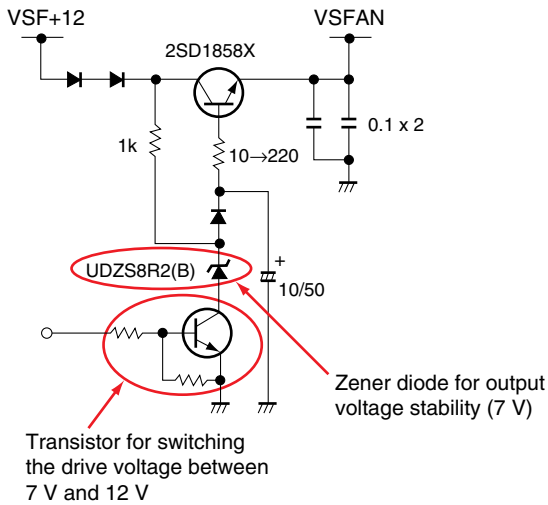 VSF+12
VSFAN
2SD1858X
1k
10→220
0.1 x 2
UDZS8R2(B)
+
10/50
Zener diode for output
voltage stability (7 V)
Transistor for switching
the drive voltage between
7 V and 12 V